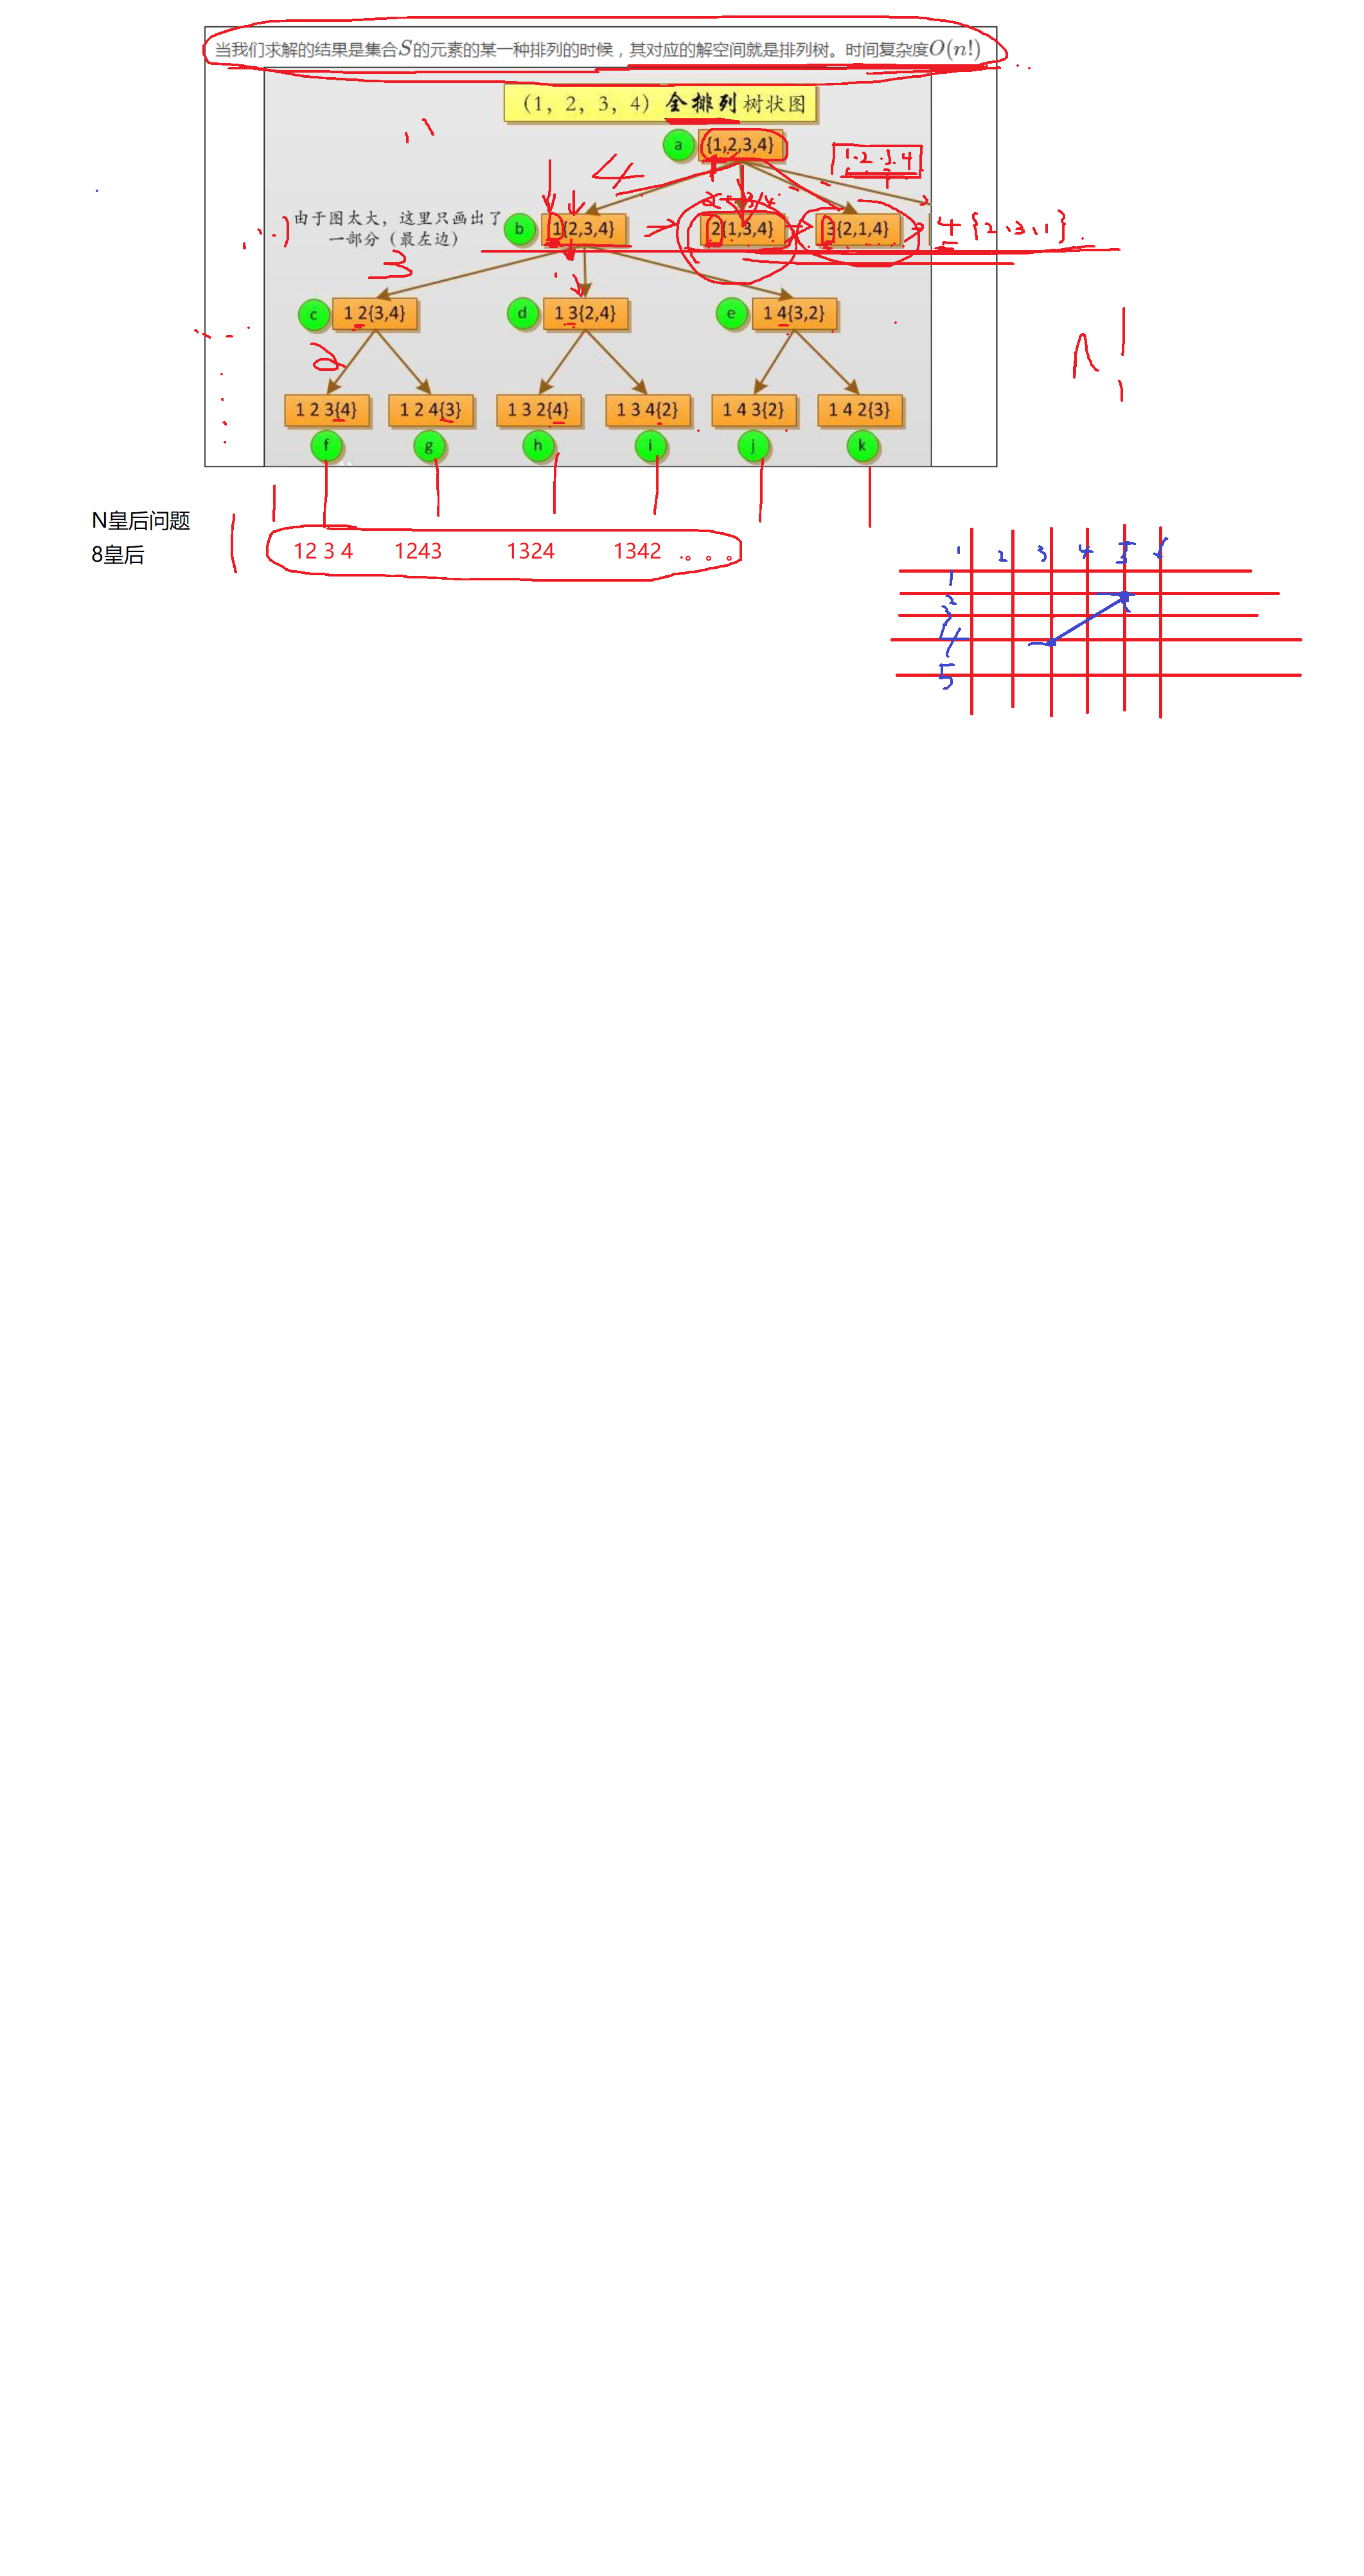 当我们求解的结果是集合S的元素的某一种排列的时候，其对应的解空间就是排列树。时间复杂度O(n!)
（1，2，3，4）全排列树状图
a {1,2,3,4}
1.2.3.4
4
由于图太大，这里只画出了
一部分（最左边）
b 1{2,3,4} 2{1,3,4} 3{2,1,4} 4{2,3,1}
3
c 1 2{3,4} d 1 3{2,4} e 1 4{3,2}
n!
2
1 2 3{4} 1 2 4{3} 1 3 2{4} 1 3 4{2} 1 4 3{2} 1 4 2{3}
f g h i j k
N皇后问题
8皇后
12 3 4 1243 1324 1342 .。。。
1 2 3 4 5
1
2
3
4
5